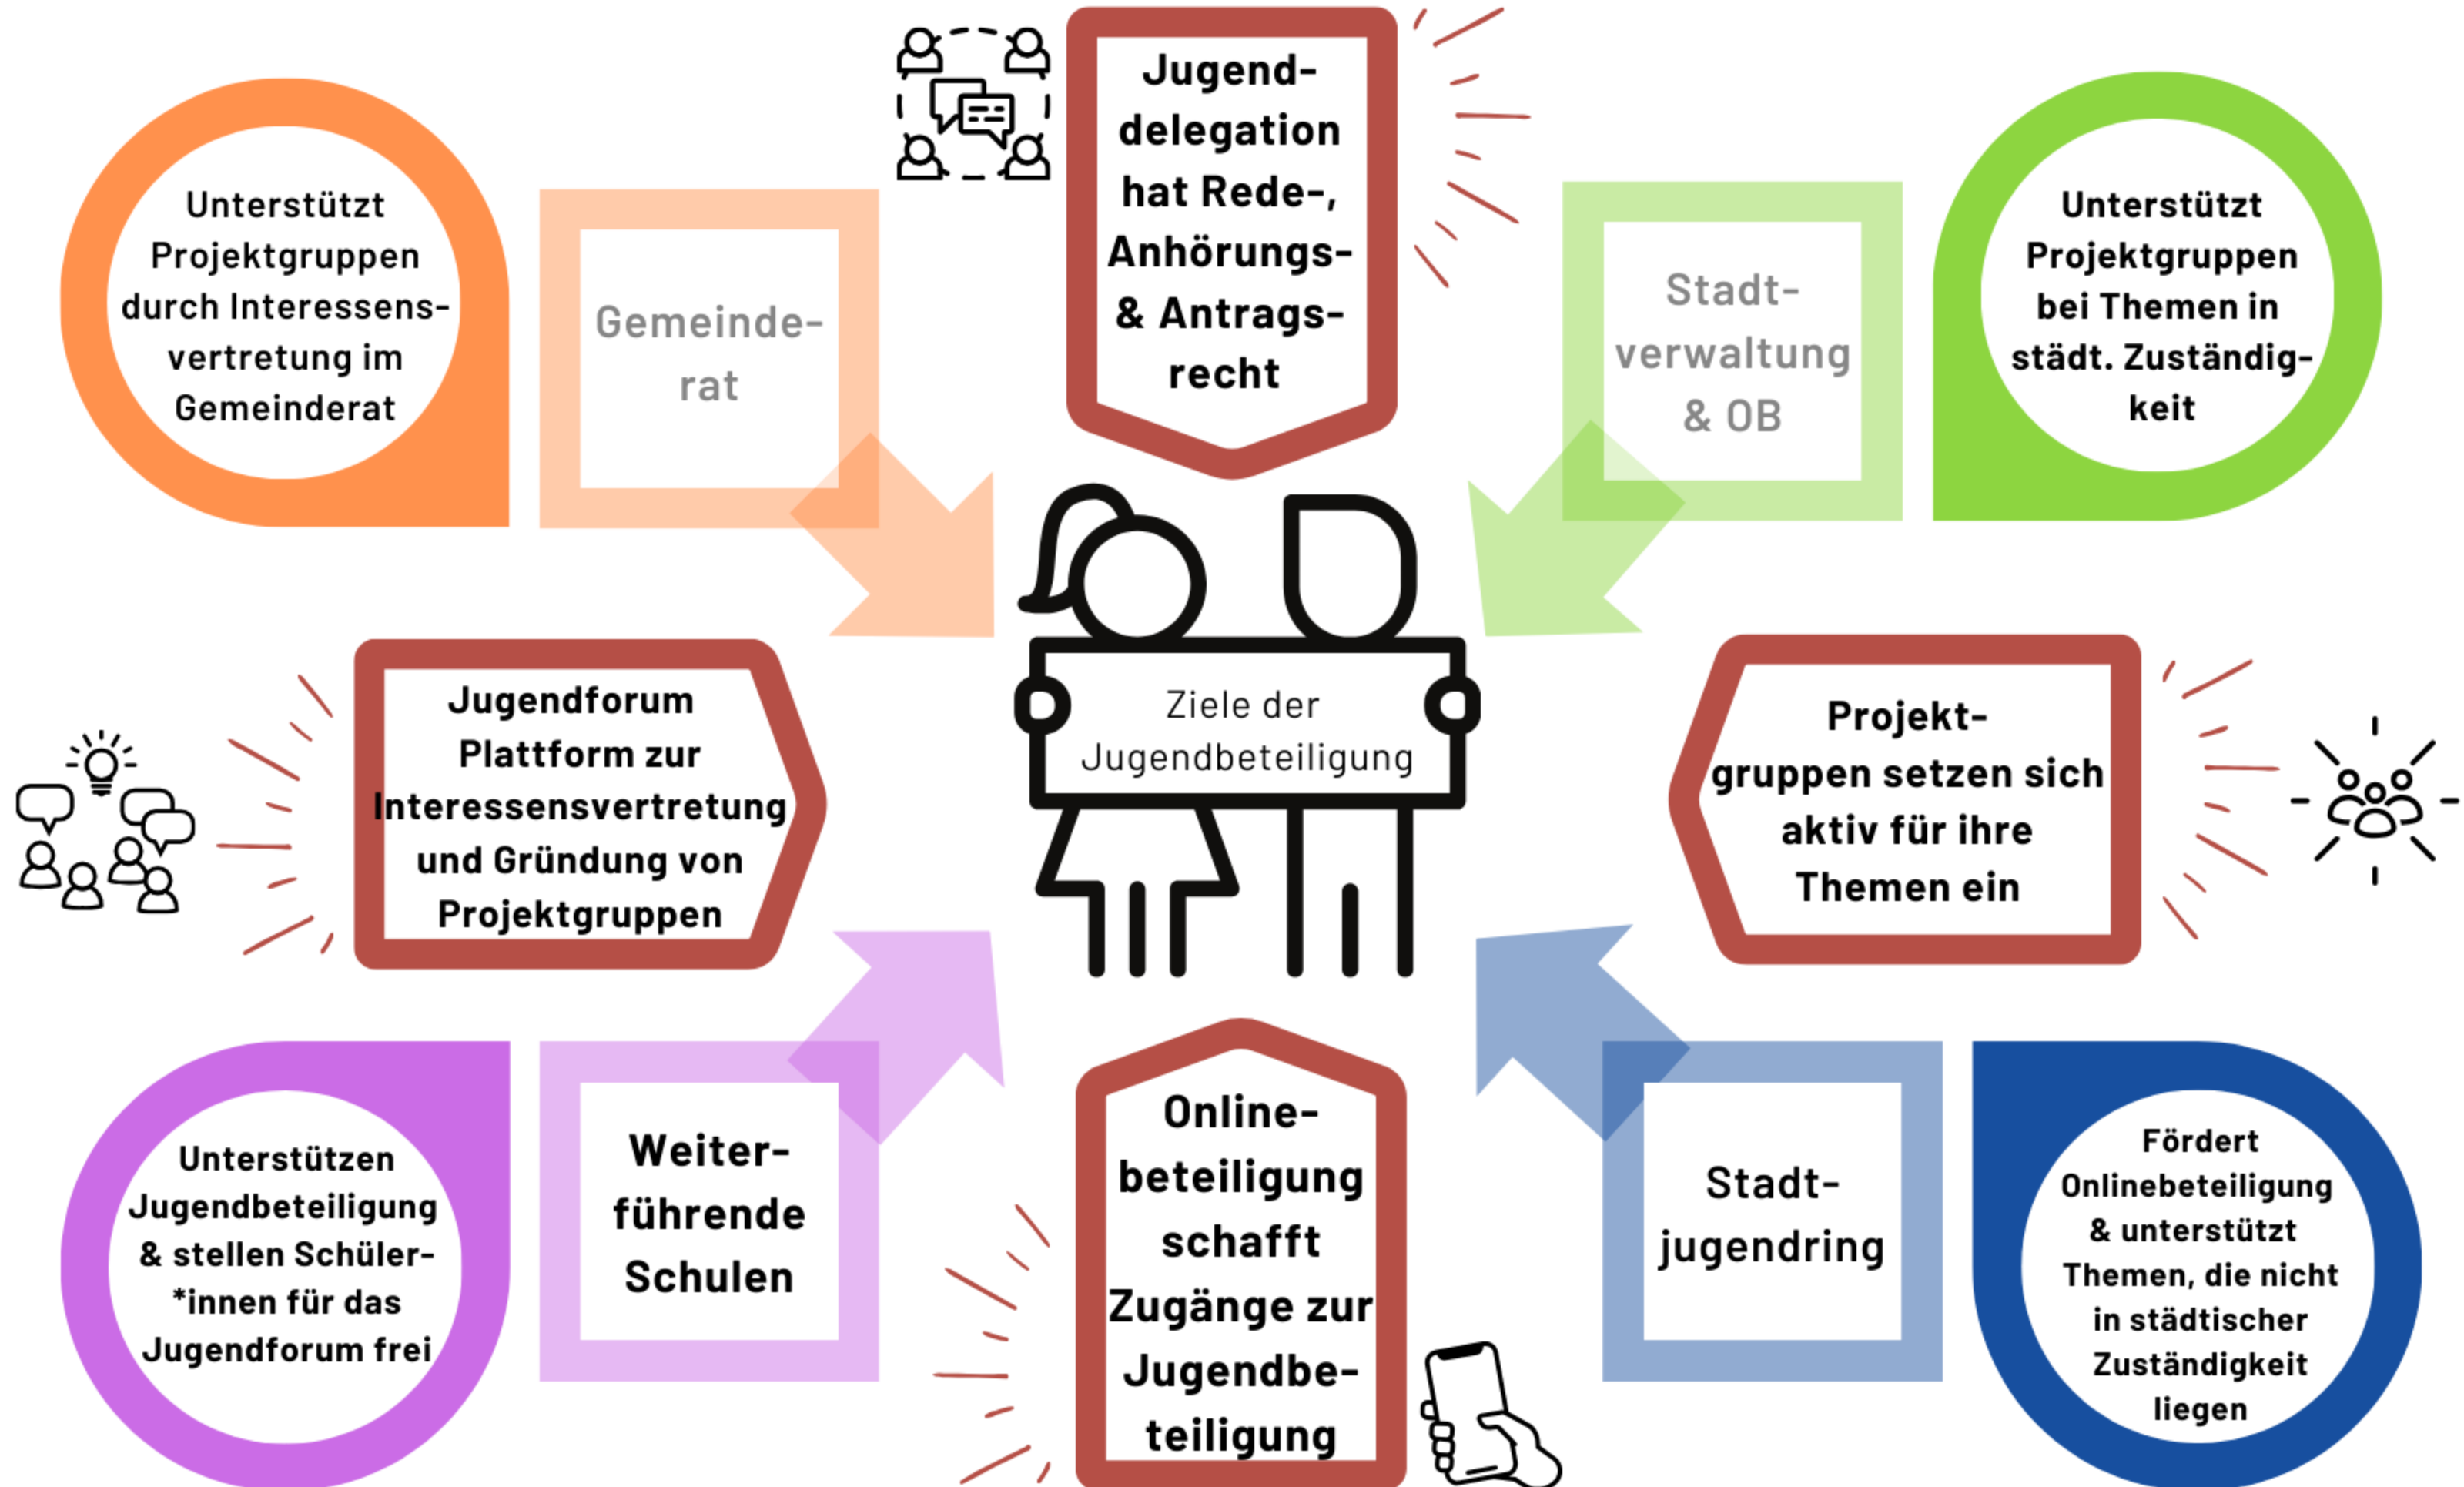 Unterstützt
Projektgruppen
durch Interessens-
vertretung im
Gemeinderat
Gemeinde-
rat
Jugend-
delegation
hat Rede-,
Anhörungs-
& Antrags-
recht
Stadt-
verwaltung
& OB
Unterstützt
Projektgruppen
bei Themen in
städt. Zuständig-
keit
Jugendforum
Plattform zur
Interessensvertretung
und Gründung von
Projektgruppen
Ziele der
Jugendbeteiligung
Projekt-
gruppen setzen sich
aktiv für ihre
Themen ein
Unterstützen
Jugendbeteiligung
& stellen Schüler-
*innen für das
Jugendforum frei
Weiter-
führende
Schulen
Online-
beteiligung
schafft
Zugänge zur
Jugendbe-
teiligung
Stadt-
jugendring
Fördert
Onlinebeteiligung
& unterstützt
Themen, die nicht
in städtischer
Zuständigkeit
liegen